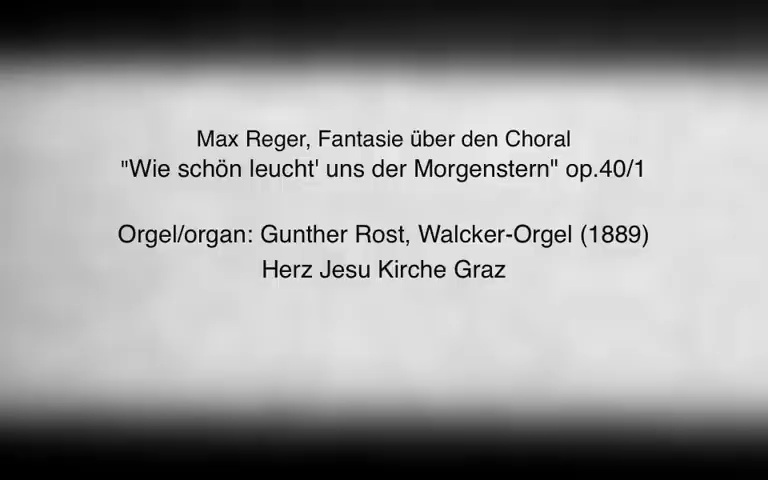 Max Reger, Fantasie über den Choral
"Wie schön leucht' uns der Morgenstern" op.40/1
Orgel/organ: Gunther Rost, Walcker-Orgel (1889)
Herz Jesu Kirche Graz